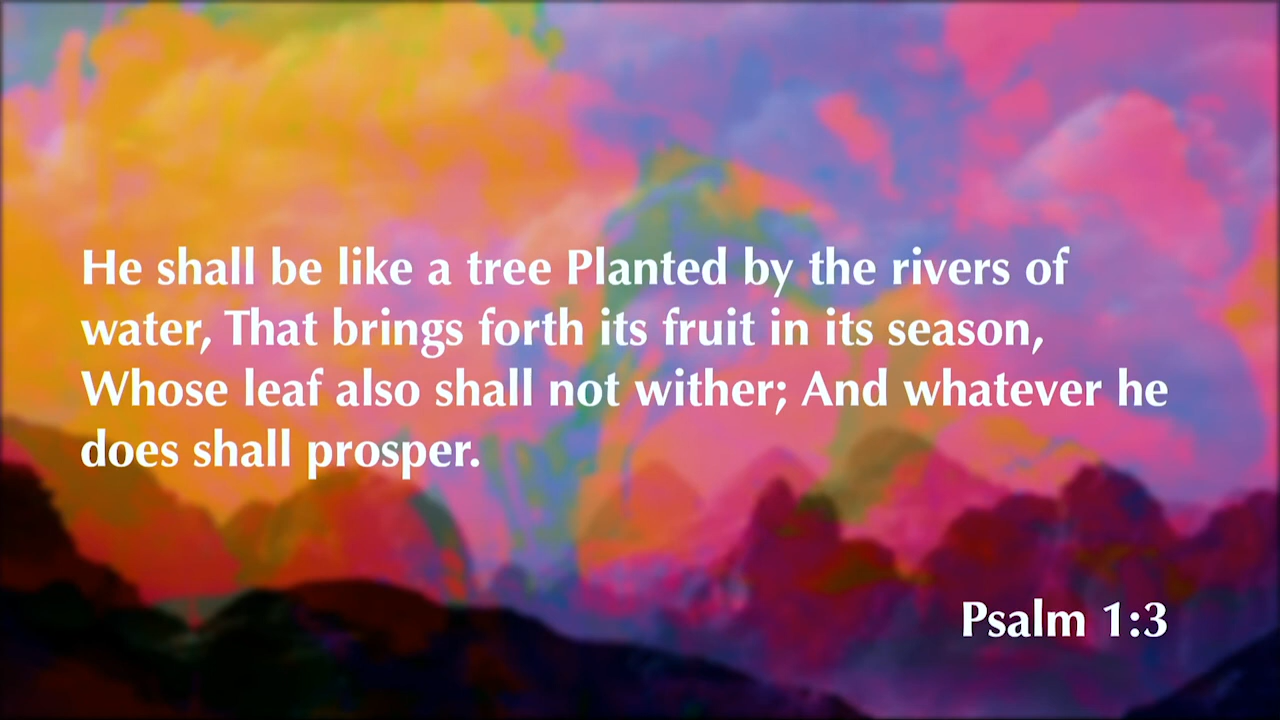 He shall be like a tree Planted by the rivers of
water, That brings forth its fruit in its season,
Whose leaf also shall not wither; And whatever he
does shall prosper.
Psalm 1:3